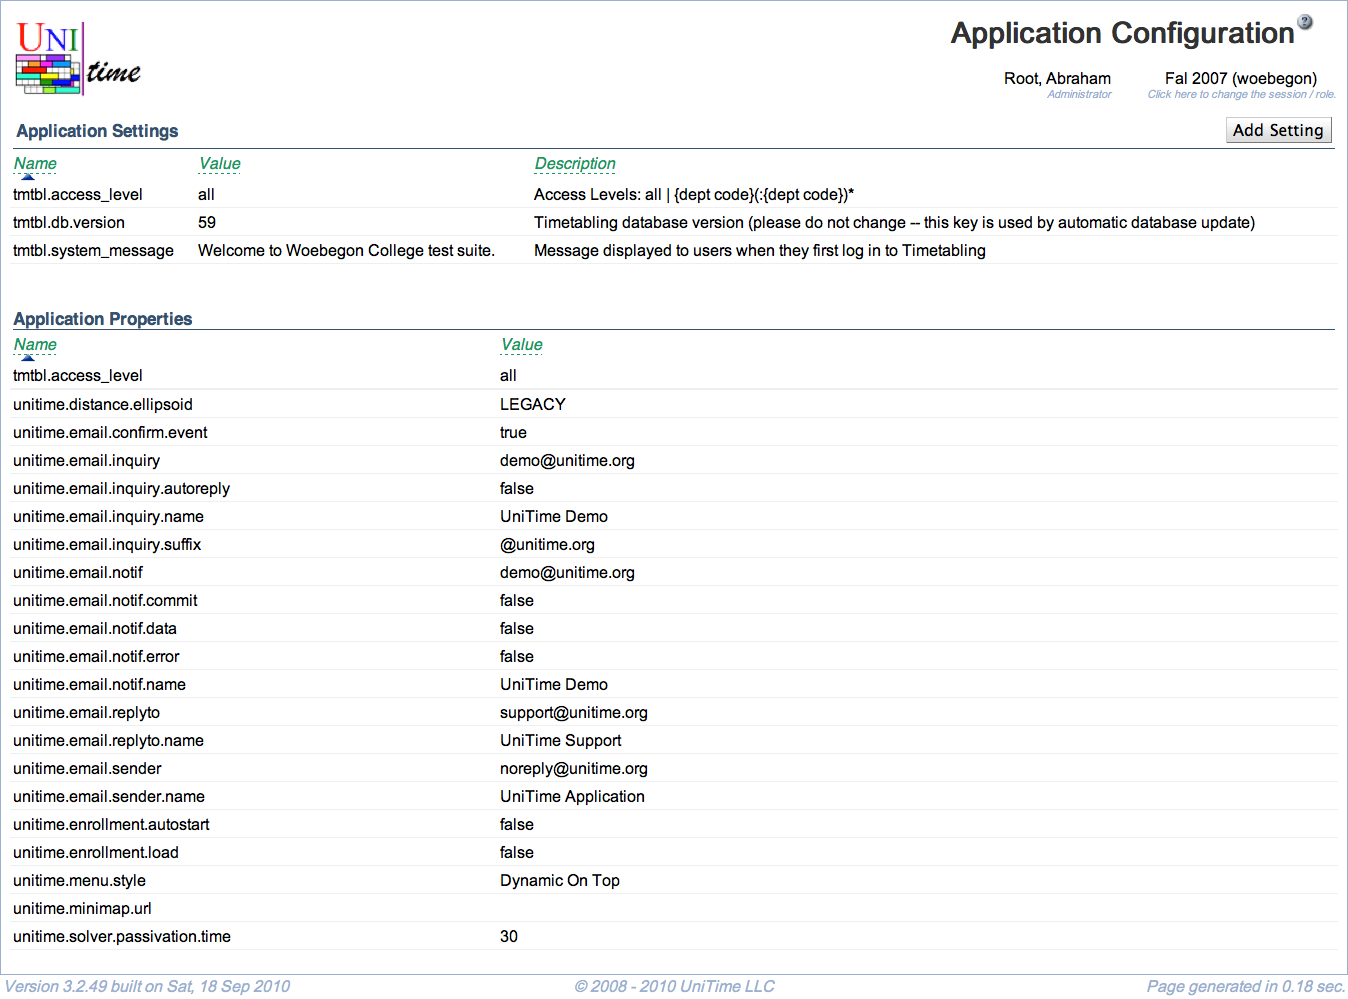 UNI
time
Application Configuration ?
Root, Abraham Fal 2007 (woebegon)
Administrator Click here to change the session / role.
Application Settings Add Setting
Name Value Description
tmtbl.access_level all Access Levels: all | {dept code}(:{dept code})*
tmtbl.db.version 59 Timetabling database version (please do not change -- this key is used by automatic database update)
tmtbl.system_message Welcome to Woebegon College test suite. Message displayed to users when they first log in to Timetabling
Application Properties
Name Value
tmtbl.access_level all
unitime.distance.ellipsoid LEGACY
unitime.email.confirm.event true
unitime.email.inquiry demo@unitime.org
unitime.email.inquiry.autoreply false
unitime.email.inquiry.name UniTime Demo
unitime.email.inquiry.suffix @unitime.org
unitime.email.notif demo@unitime.org
unitime.email.notif.commit false
unitime.email.notif.data false
unitime.email.notif.error false
unitime.email.notif.name UniTime Demo
unitime.email.replyto support@unitime.org
unitime.email.replyto.name UniTime Support
unitime.email.sender noreply@unitime.org
unitime.email.sender.name UniTime Application
unitime.enrollment.autostart false
unitime.enrollment.load false
unitime.menu.style Dynamic On Top
unitime.minimap.url
unitime.solver.passivation.time 30
Version 3.2.49 built on Sat, 18 Sep 2010 © 2008 - 2010 UniTime LLC Page generated in 0.18 sec.